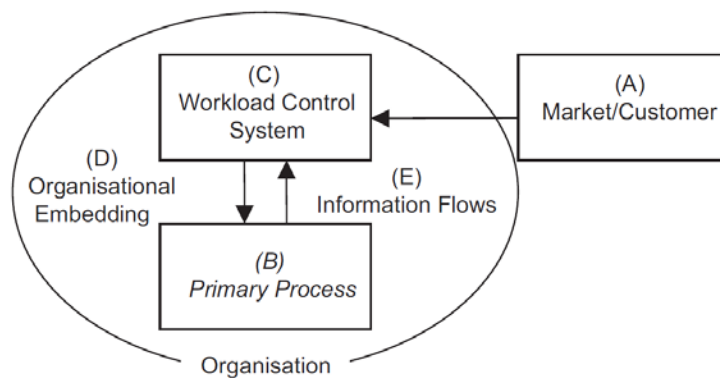 (C)
Workload Control
System
(A)
Market/Customer
(D)
Organisational
Embedding
(E)
Information Flows
(B)
Primary Process
Organisation